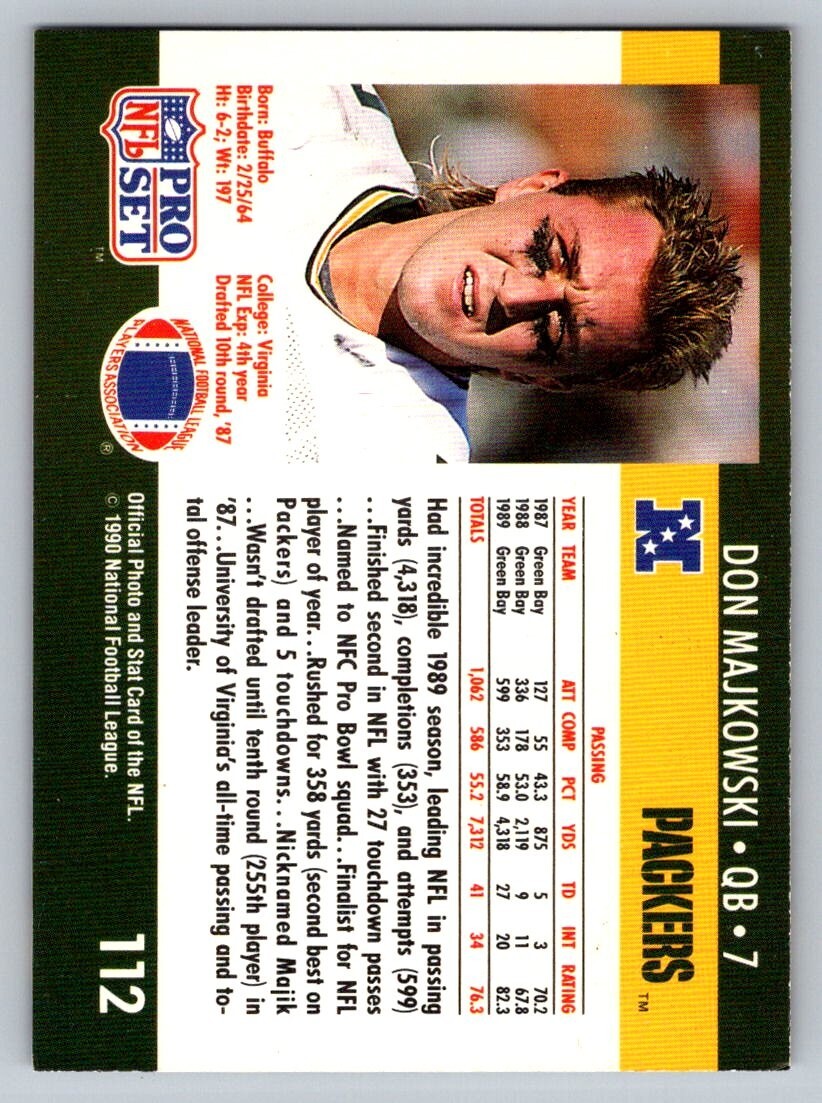 DON MAJKOWSKI • QB • 7
N
PACKERS™
PASSING
YEAR TEAM ATT COMP PCT YDS TD INT RATING
1987 Green Bay 127 55 43.3 875 5 3 70.2
1988 Green Bay 336 178 53.0 2,119 9 11 67.8
1989 Green Bay 599 353 58.9 4,318 27 20 82.3
TOTALS 1,062 586 55.2 7,312 41 34 76.3
Had incredible 1989 season, leading NFL in passing
yards (4,318), completions (353), and attempts (599)
...Finished second in NFL with 27 touchdown passes
...Named to NFC Pro Bowl squad...Finalist for NFL
player of year...Rushed for 358 yards (second best on
Packers) and 5 touchdowns...Nicknamed Majik
...Wasn't drafted until tenth round (255th player) in
'87...University of Virginia's all-time passing and to-
tal offense leader.
Born: Buffalo
Birthdate: 2/25/64
Ht: 6-2; Wt: 197
College: Virginia
NFL Exp: 4th year
Drafted 10th round, '87
NFL
PRO
SET
™
NATIONAL FOOTBALL LEAGUE
PLAYERS ASSOCIATION
®
Official Photo and Stat Card of the NFL.
© 1990 National Football League.
112